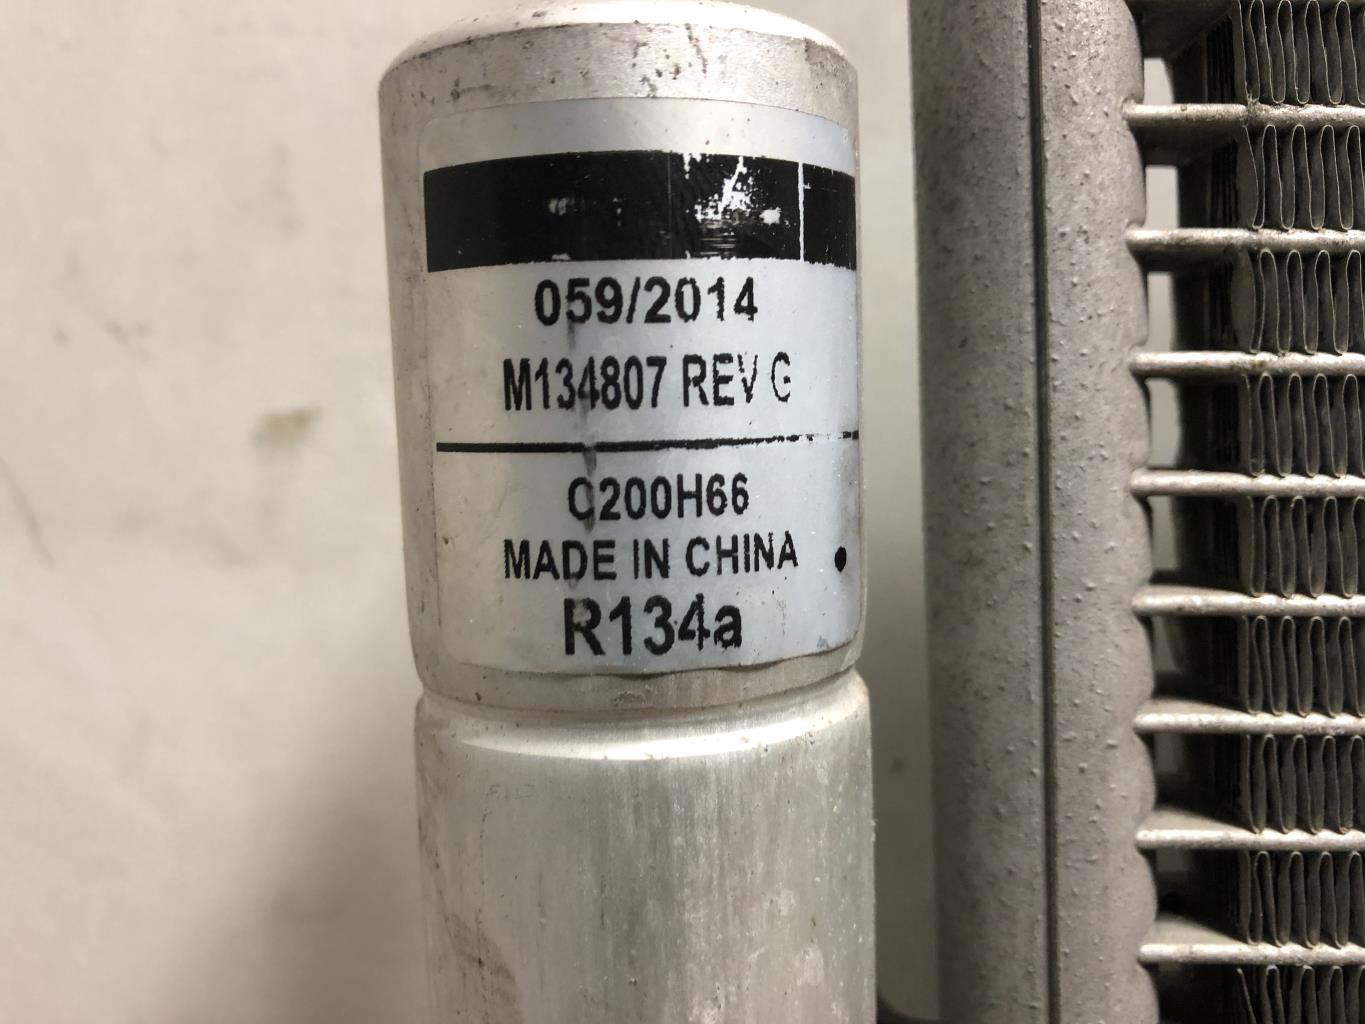 059/2014
M134807 REV G
C200H66
MADE IN CHINA
R134a